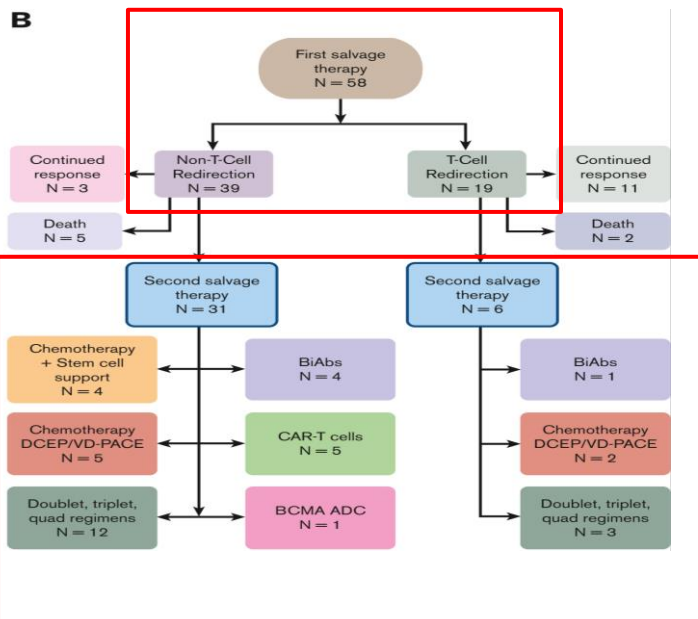 B
First salvage
therapy
N = 58
Continued
response
N = 3
Non-T-Cell
Redirection
N = 39
T-Cell
Redirection
N = 19
Continued
response
N = 11
Death
N = 5
Death
N = 2
Second salvage
therapy
N = 31
Second salvage
therapy
N = 6
Chemotherapy
+ Stem cell
support
N = 4
BiAbs
N = 4
BiAbs
N = 1
Chemotherapy
DCEP/VD-PACE
N = 5
CAR-T cells
N = 5
Chemotherapy
DCEP/VD-PACE
N = 2
Doublet, triplet,
quad regimens
N = 12
BCMA ADC
N = 1
Doublet, triplet,
quad regimens
N = 3